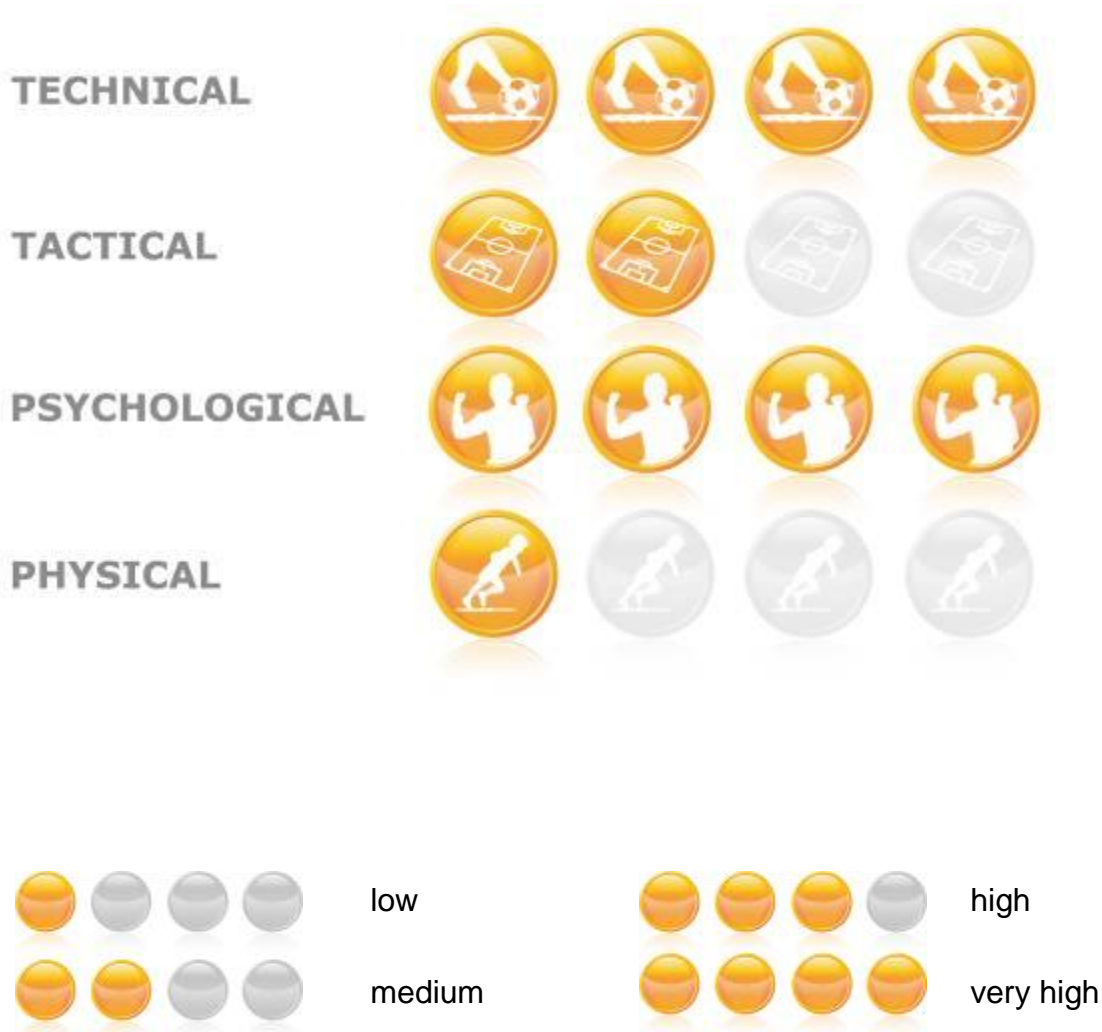 TECHNICAL
TACTICAL
PSYCHOLOGICAL
PHYSICAL
low
high
medium
very high